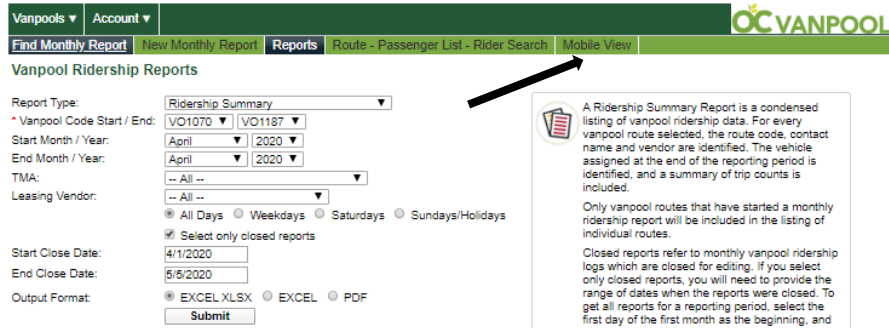 Vanpools ▼ Account ▼
OC VANPOOL
Find Monthly Report New Monthly Report Reports Route - Passenger List - Rider Search Mobile View
Vanpool Ridership Reports
Report Type: Ridership Summary ▼
* Vanpool Code Start / End: VO1070 ▼ VO1187 ▼
Start Month / Year: April ▼ 2020 ▼
End Month / Year: April ▼ 2020 ▼
TMA: -- All -- ▼
Leasing Vendor: -- All -- ▼
All Days Weekdays Saturdays Sundays/Holidays
Select only closed reports
Start Close Date: 4/1/2020
End Close Date: 5/5/2020
Output Format: EXCEL XLSX EXCEL PDF
Submit
A Ridership Summary Report is a condensed
listing of vanpool ridership data. For every
vanpool route selected, the route code, contact
name and vendor are identified. The vehicle
assigned at the end of the reporting period is
identified, and a summary of trip counts is
included.
Only vanpool routes that have started a monthly
ridership report will be included in the listing of
individual routes.
Closed reports refer to monthly vanpool ridership
logs which are closed for editing. If you select
only closed reports, you will need to provide the
range of dates when the reports were closed. To
get all reports for a reporting period, select the
first day of the first month as the beginning, and